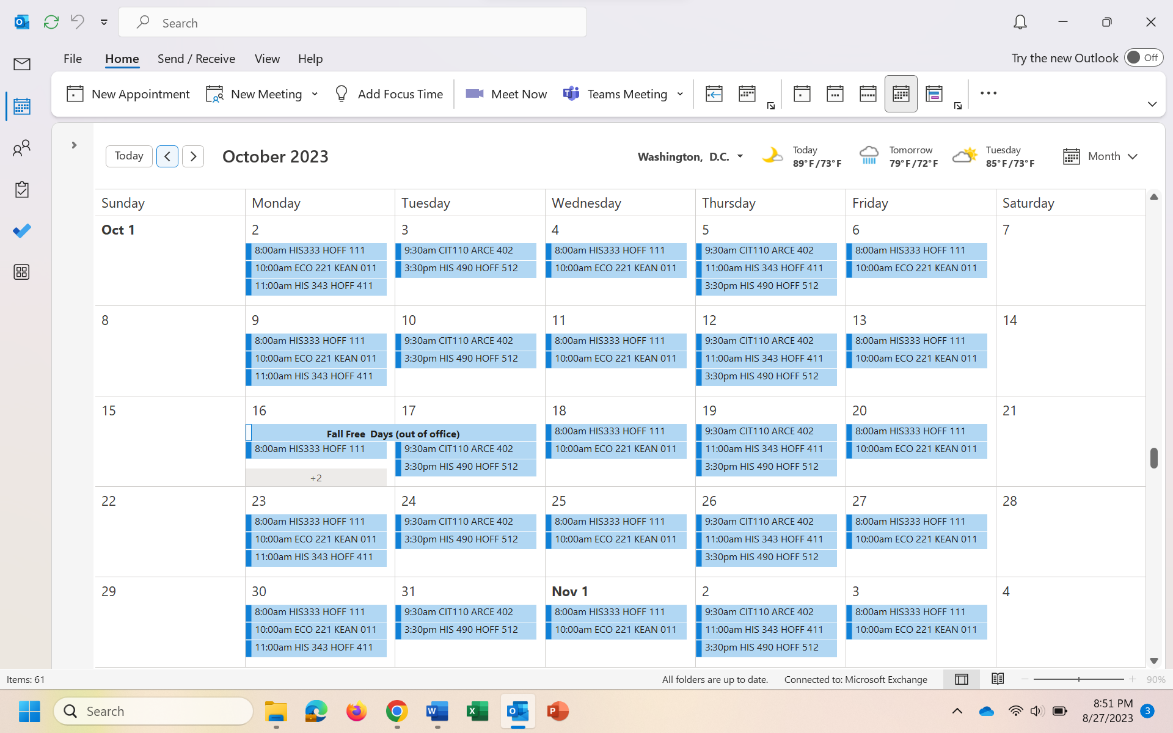 Search
File Home Send / Receive View Help
Try the new Outlook Off
New Appointment New Meeting Add Focus Time Meet Now Teams Meeting
Today October 2023 Washington, D.C. Today 89°F/73°F Tomorrow 79°F/72°F Tuesday 85°F/73°F Month
Sunday Monday Tuesday Wednesday Thursday Friday Saturday
Oct 1 2 3 4 5 6 7
8:00am HIS333 HOFF 111 9:30am CIT110 ARCE 402 8:00am HIS333 HOFF 111 9:30am CIT110 ARCE 402 8:00am HIS333 HOFF 111
10:00am ECO 221 KEAN 011 3:30pm HIS 490 HOFF 512 10:00am ECO 221 KEAN 011 11:00am HIS 343 HOFF 411 10:00am ECO 221 KEAN 011
11:00am HIS 343 HOFF 411 3:30pm HIS 490 HOFF 512
8 9 10 11 12 13 14
8:00am HIS333 HOFF 111 9:30am CIT110 ARCE 402 8:00am HIS333 HOFF 111 9:30am CIT110 ARCE 402 8:00am HIS333 HOFF 111
10:00am ECO 221 KEAN 011 3:30pm HIS 490 HOFF 512 10:00am ECO 221 KEAN 011 11:00am HIS 343 HOFF 411 10:00am ECO 221 KEAN 011
11:00am HIS 343 HOFF 411 3:30pm HIS 490 HOFF 512
15 16 17 18 19 20 21
Fall Free Days (out of office) 8:00am HIS333 HOFF 111 9:30am CIT110 ARCE 402 8:00am HIS333 HOFF 111
8:00am HIS333 HOFF 111 9:30am CIT110 ARCE 402 10:00am ECO 221 KEAN 011 11:00am HIS 343 HOFF 411 10:00am ECO 221 KEAN 011
3:30pm HIS 490 HOFF 512 3:30pm HIS 490 HOFF 512
+2
22 23 24 25 26 27 28
8:00am HIS333 HOFF 111 9:30am CIT110 ARCE 402 8:00am HIS333 HOFF 111 9:30am CIT110 ARCE 402 8:00am HIS333 HOFF 111
10:00am ECO 221 KEAN 011 3:30pm HIS 490 HOFF 512 10:00am ECO 221 KEAN 011 11:00am HIS 343 HOFF 411 10:00am ECO 221 KEAN 011
11:00am HIS 343 HOFF 411 3:30pm HIS 490 HOFF 512
29 30 31 Nov 1 2 3 4
8:00am HIS333 HOFF 111 9:30am CIT110 ARCE 402 8:00am HIS333 HOFF 111 9:30am CIT110 ARCE 402 8:00am HIS333 HOFF 111
10:00am ECO 221 KEAN 011 3:30pm HIS 490 HOFF 512 10:00am ECO 221 KEAN 011 11:00am HIS 343 HOFF 411 10:00am ECO 221 KEAN 011
11:00am HIS 343 HOFF 411 3:30pm HIS 490 HOFF 512
Items: 61 All folders are up to date. Connected to: Microsoft Exchange 90%
Search 8:51 PM 3
8/27/2023